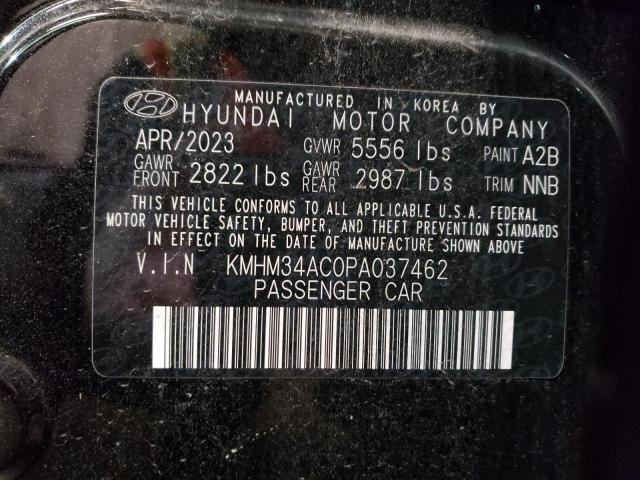 MANUFACTURED IN KOREA BY
HYUNDAI MOTOR COMPANY
APR/2023 GVWR 5556 lbs PAINT A2B
GAWR FRONT 2822 lbs GAWR REAR 2987 lbs TRIM NNB
THIS VEHICLE CONFORMS TO ALL APPLICABLE U.S.A. FEDERAL
MOTOR VEHICLE SAFETY, BUMPER, AND THEFT PREVENTION STANDARDS
IN EFFECT ON THE DATE OF MANUFACTURE SHOWN ABOVE
V.I.N KMHM34AC0PA037462
PASSENGER CAR